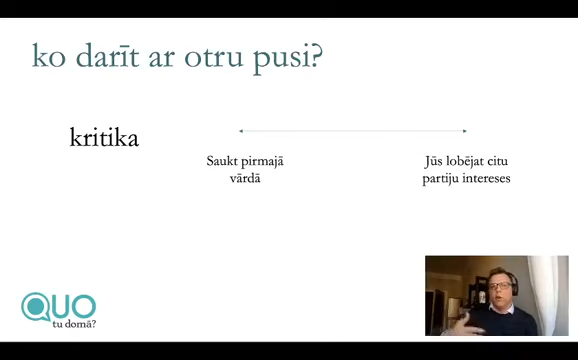 ko darīt ar otru pusi?
kritika
Saukt pirmajā
vārdā
Jūs lobējat citu
partiju intereses
QUO
tu domā?